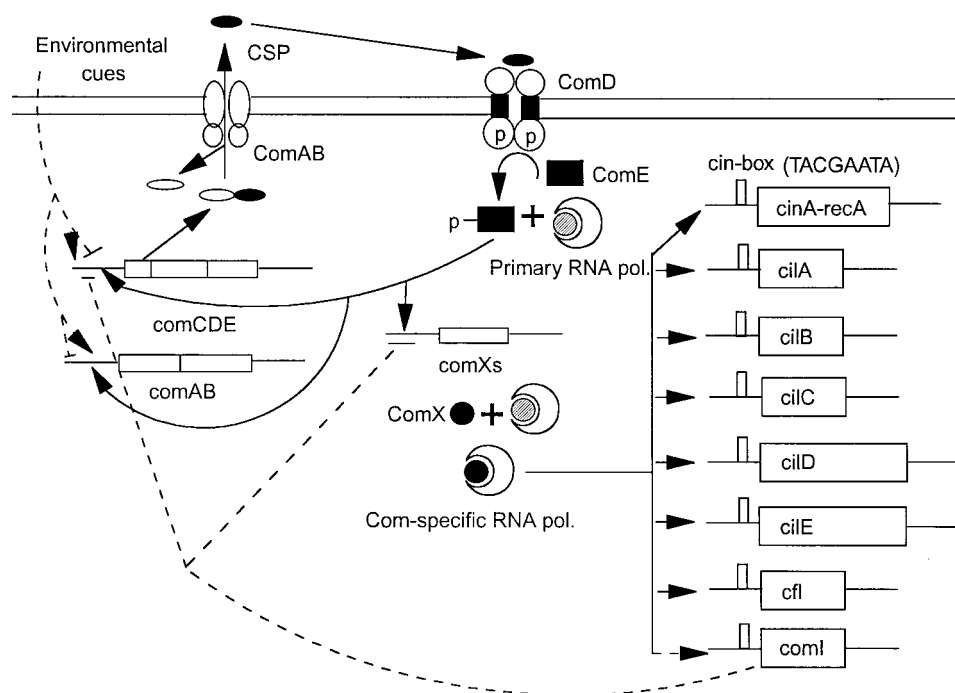 Environmental
cues
CSP
ComD
ComAB
p p
ComE
p
Primary RNA pol.
cin-box (TACGAATA)
cinA-recA
cilA
cilB
cilC
cilD
cilE
cfl
comI
comCDE
comAB
comXs
ComX
Com-specific RNA pol.